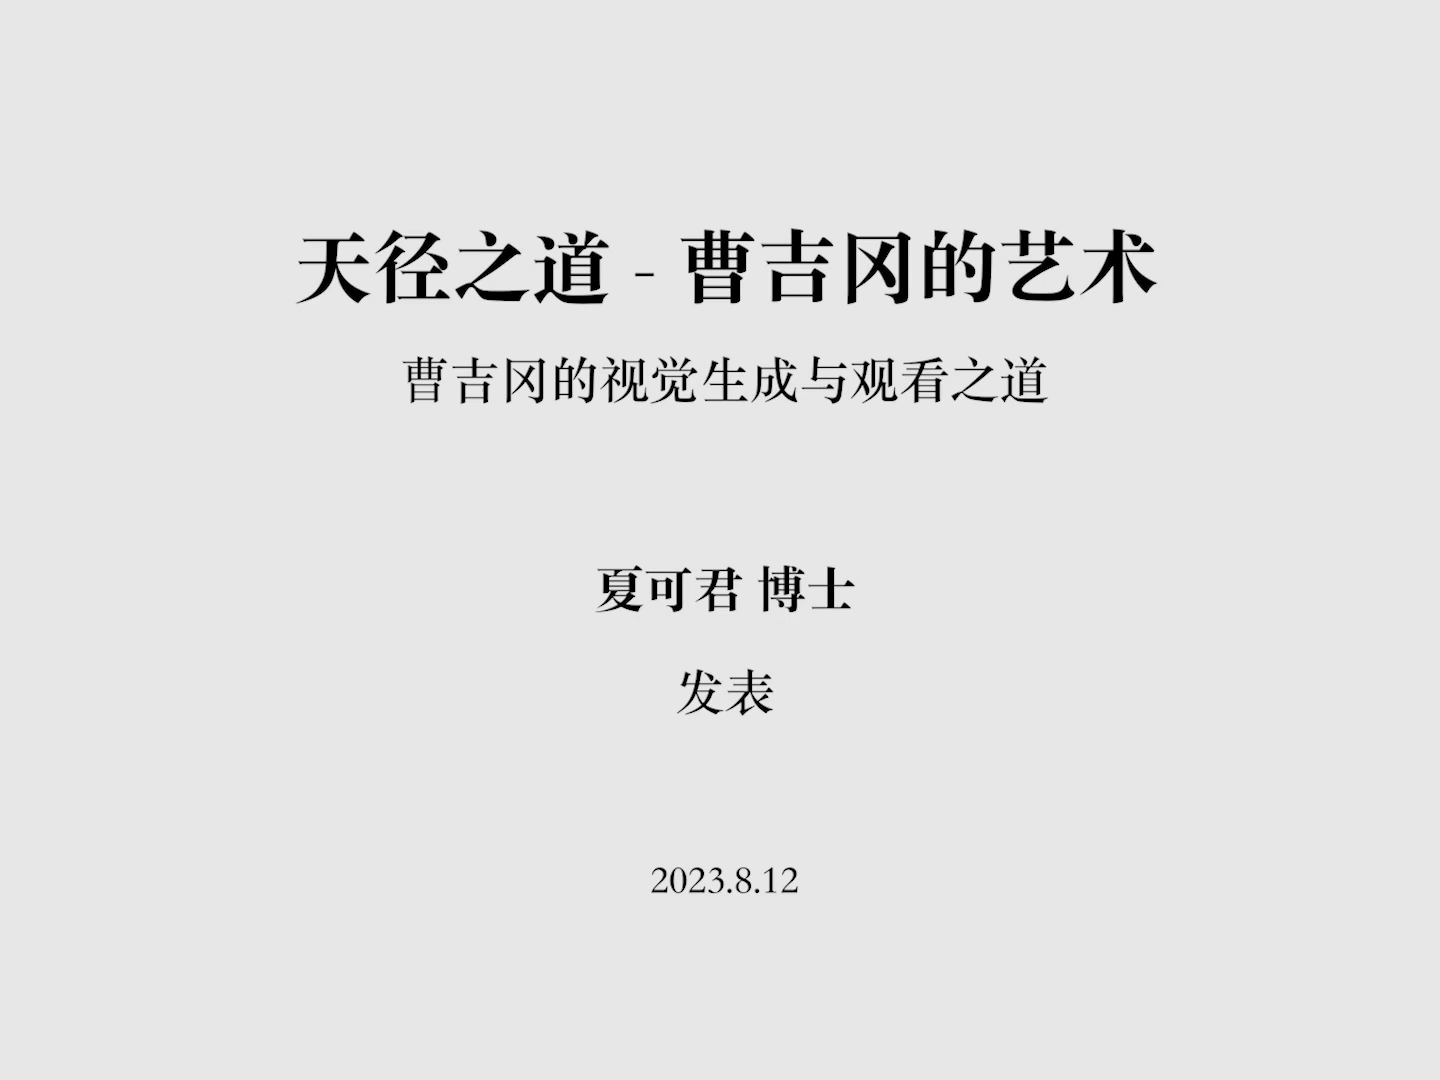 天径之道 - 曹吉冈的艺术
曹吉冈的视觉生成与观看之道
夏可君 博士
发表
2023.8.12